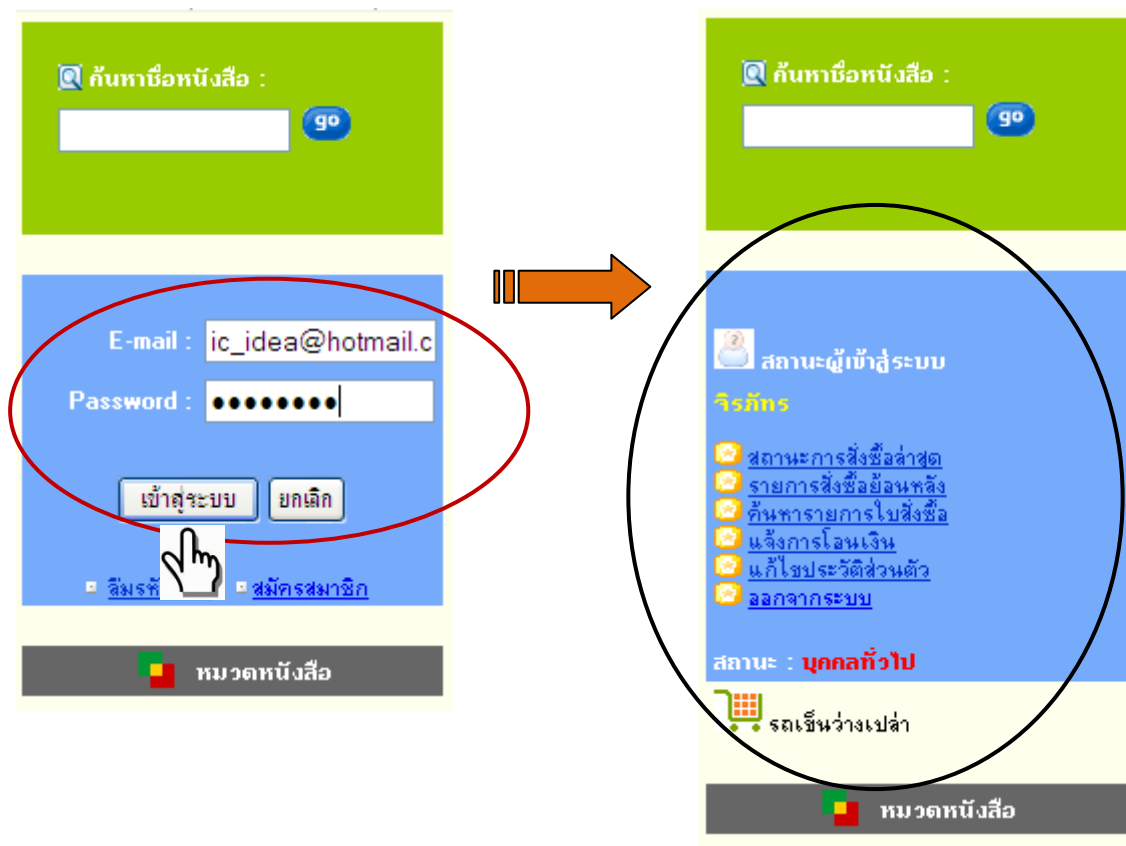 ค้นหาชื่อหนังสือ :
go
E-mail : ic_idea@hotmail.c
Password : ••••••••
เข้าสู่ระบบ ยกเลิก
สมัครสมาชิก
หมวดหนังสือ
ค้นหาชื่อหนังสือ :
go
สถานะผู้เข้าสู่ระบบ
จิรภัทร
สถานะการสั่งซื้อล่าสุด
รายการสั่งซื้อย้อนหลัง
ค้นหารายการใบสั่งซื้อ
แจ้งการโอนเงิน
แก้ไขประวัติส่วนตัว
ออกจากระบบ
สถานะ : บุคคลทั่วไป
รถเข็นว่างเปล่า
หมวดหนังสือ